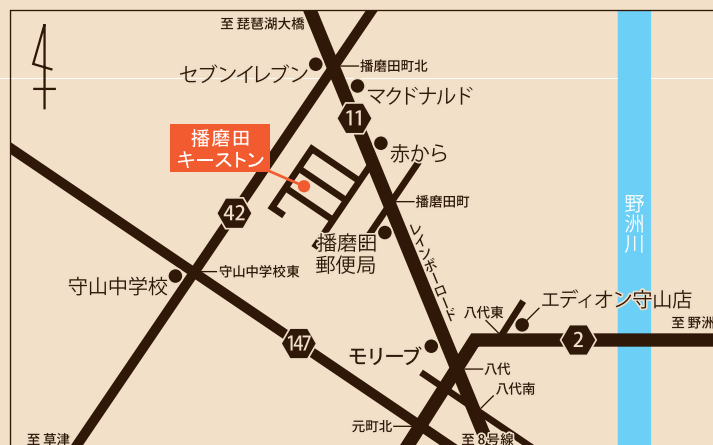 至 琵琶湖大橋
セブンイレブン
播磨田町北
マクドナルド
11
播磨田
キーストン
赤から
播磨田町
42
野洲川
播磨田
郵便局
レインボーロード
守山中学校
守山中学校東
エディオン守山店
八代東
至 野洲
147
2
モリーブ
八代
八代南
元町北
至 草津
至 8号線